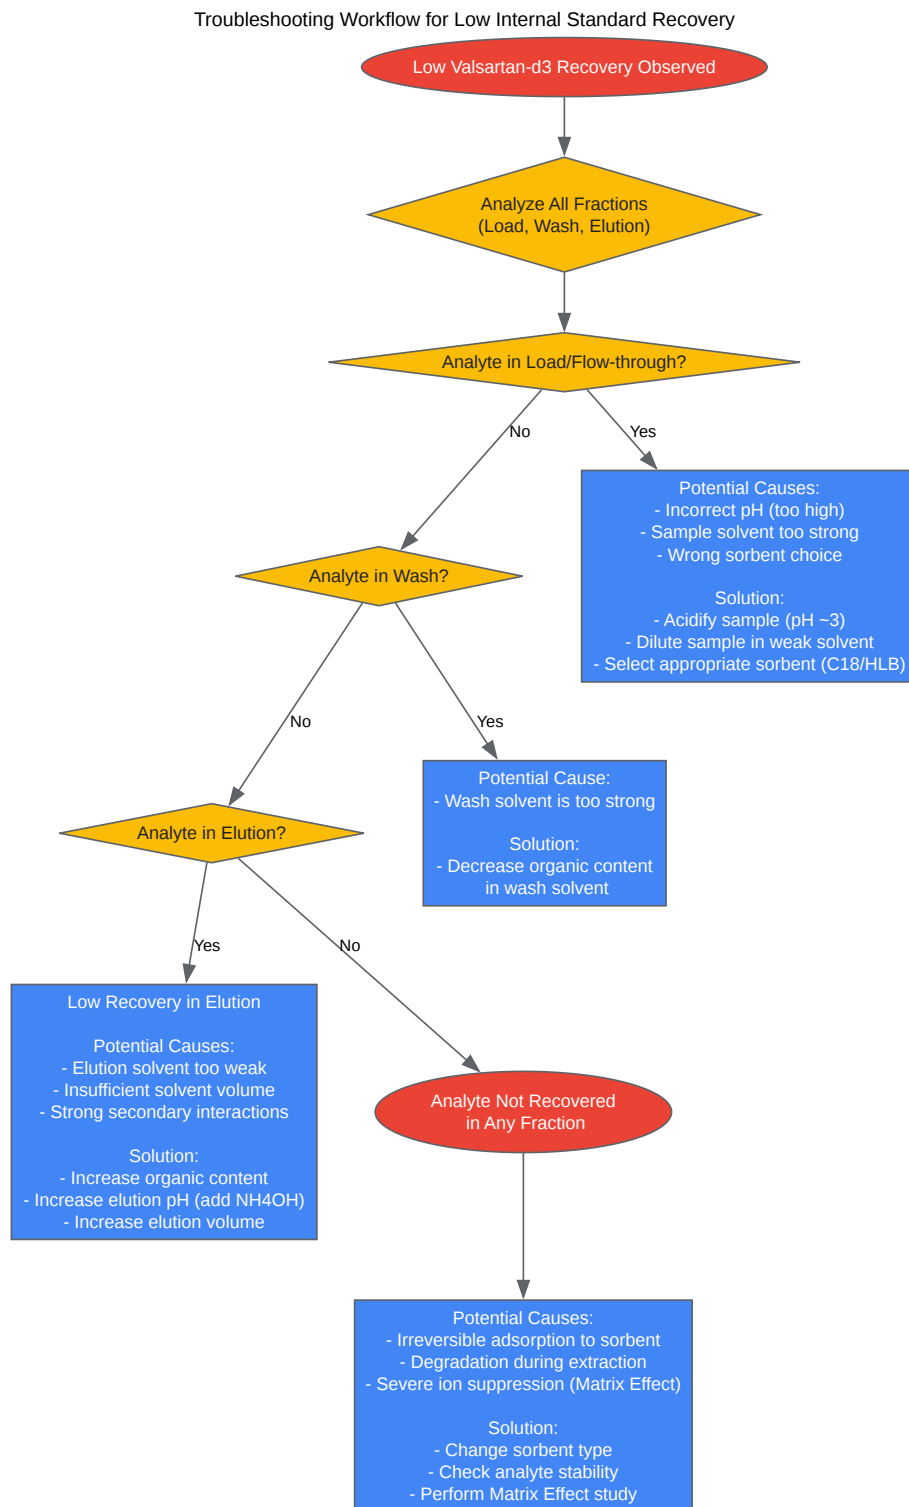 Troubleshooting Workflow for Low Internal Standard Recovery
Low Valsartan-d3 Recovery Observed
Analyze All Fractions
(Load, Wash, Elution)
Analyte in Load/Flow-through?
No
Yes
Potential Causes:
- Incorrect pH (too high)
- Sample solvent too strong
- Wrong sorbent choice
Solution:
- Acidify sample (pH ~3)
- Dilute sample in weak solvent
- Select appropriate sorbent (C18/HLB)
Analyte in Wash?
No
Yes
Potential Cause:
- Wash solvent is too strong
Solution:
- Decrease organic content
in wash solvent
Analyte in Elution?
Yes
No
Low Recovery in Elution
Potential Causes:
- Elution solvent too weak
- Insufficient solvent volume
- Strong secondary interactions
Solution:
- Increase organic content
- Increase elution pH (add NH4OH)
- Increase elution volume
Analyte Not Recovered
in Any Fraction
Potential Causes:
- Irreversible adsorption to sorbent
- Degradation during extraction
- Severe ion suppression (Matrix Effect)
Solution:
- Change sorbent type
- Check analyte stability
- Perform Matrix Effect study